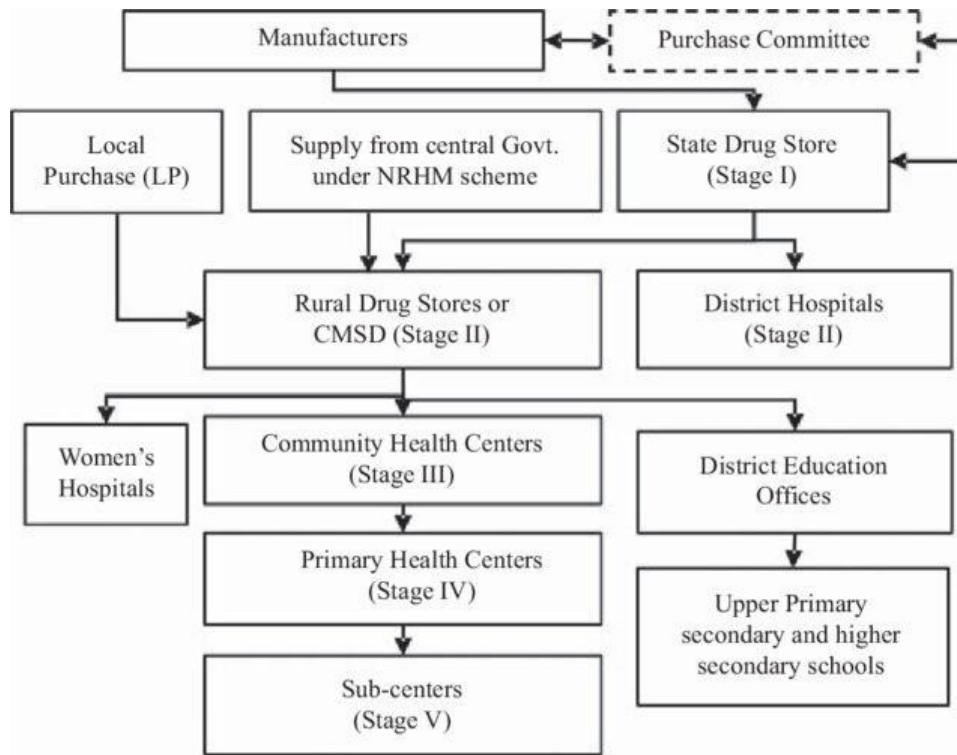 Manufacturers
Purchase Committee
Local
Purchase (LP)
Supply from central Govt.
under NRHM scheme
State Drug Store
(Stage I)
Rural Drug Stores or
CMSD (Stage II)
District Hospitals
(Stage II)
Women's
Hospitals
Community Health Centers
(Stage III)
District Education
Offices
Primary Health Centers
(Stage IV)
Upper Primary
secondary and higher
secondary schools
Sub-centers
(Stage V)